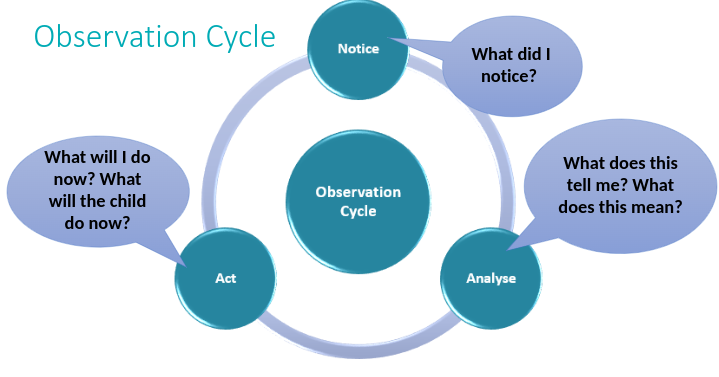 Observation Cycle
Notice
What did I
notice?
What will I do
now? What
will the child
do now?
Observation
Cycle
What does this
tell me? What
does this mean?
Act
Analyse